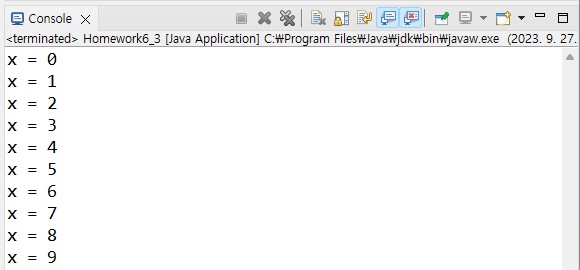 Console
<terminated> Homework6_3 [Java Application] C:₩Program Files₩Java₩jdk₩bin₩javaw.exe (2023. 9. 27.
x = 0
x = 1
x = 2
x = 3
x = 4
x = 5
x = 6
x = 7
x = 8
x = 9